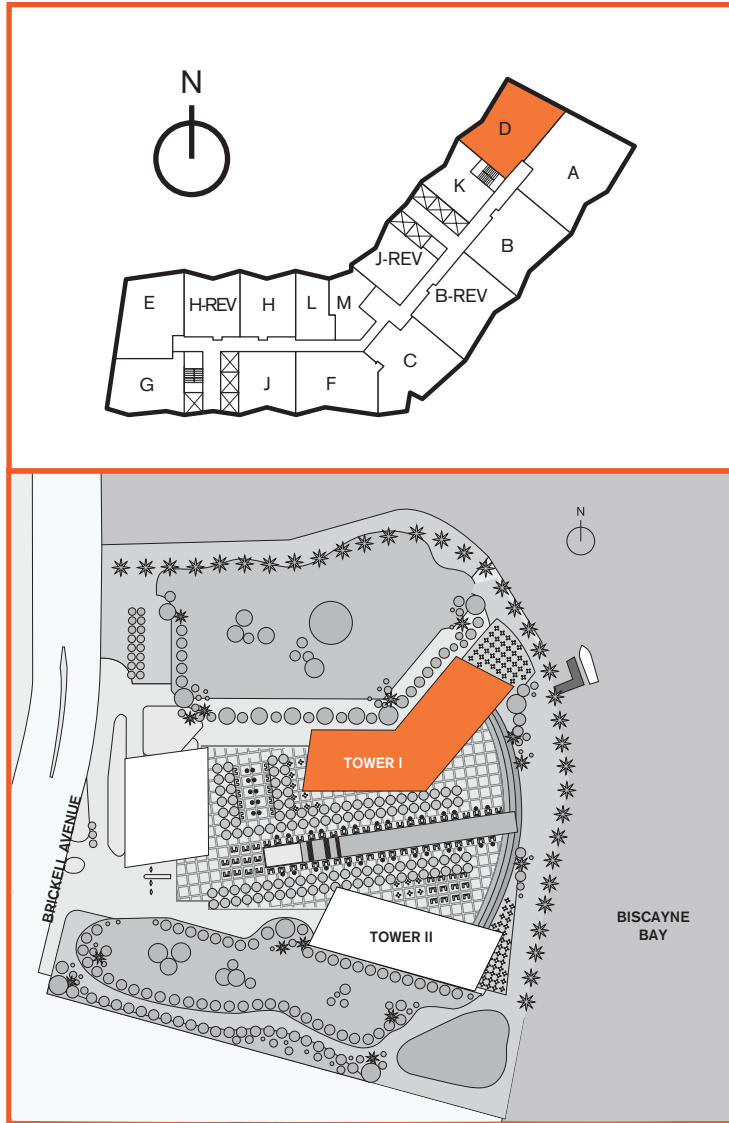 N
D
A
K
B
J-REV
B-REV
E
H-REV
H
L
M
C
G
J
F
N
TOWER I
BRICKELL AVENUE
TOWER II
BISCAYNE
BAY